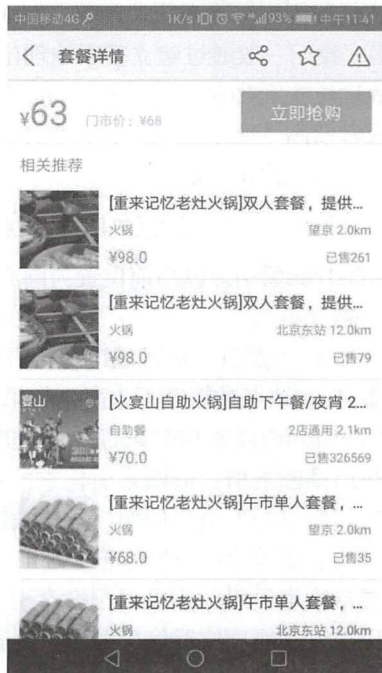 中国移动4G 1K/s 93% 中午11:41
套餐详情
¥63 门市价：¥68 立即抢购
相关推荐
[重来记忆老灶火锅]双人套餐，提供...
火锅 望京 2.0km
¥98.0 已售261
[重来记忆老灶火锅]双人套餐，提供...
火锅 北京东站 12.0km
¥98.0 已售79
宴山
[火宴山自助火锅]自助下午餐/夜宵 2...
自助餐 2店通用 2.1km
¥70.0 已售326569
[重来记忆老灶火锅]午市单人套餐，...
火锅 望京 2.0km
¥68.0 已售35
[重来记忆老灶火锅]午市单人套餐，...
火锅 北京东站 12.0km